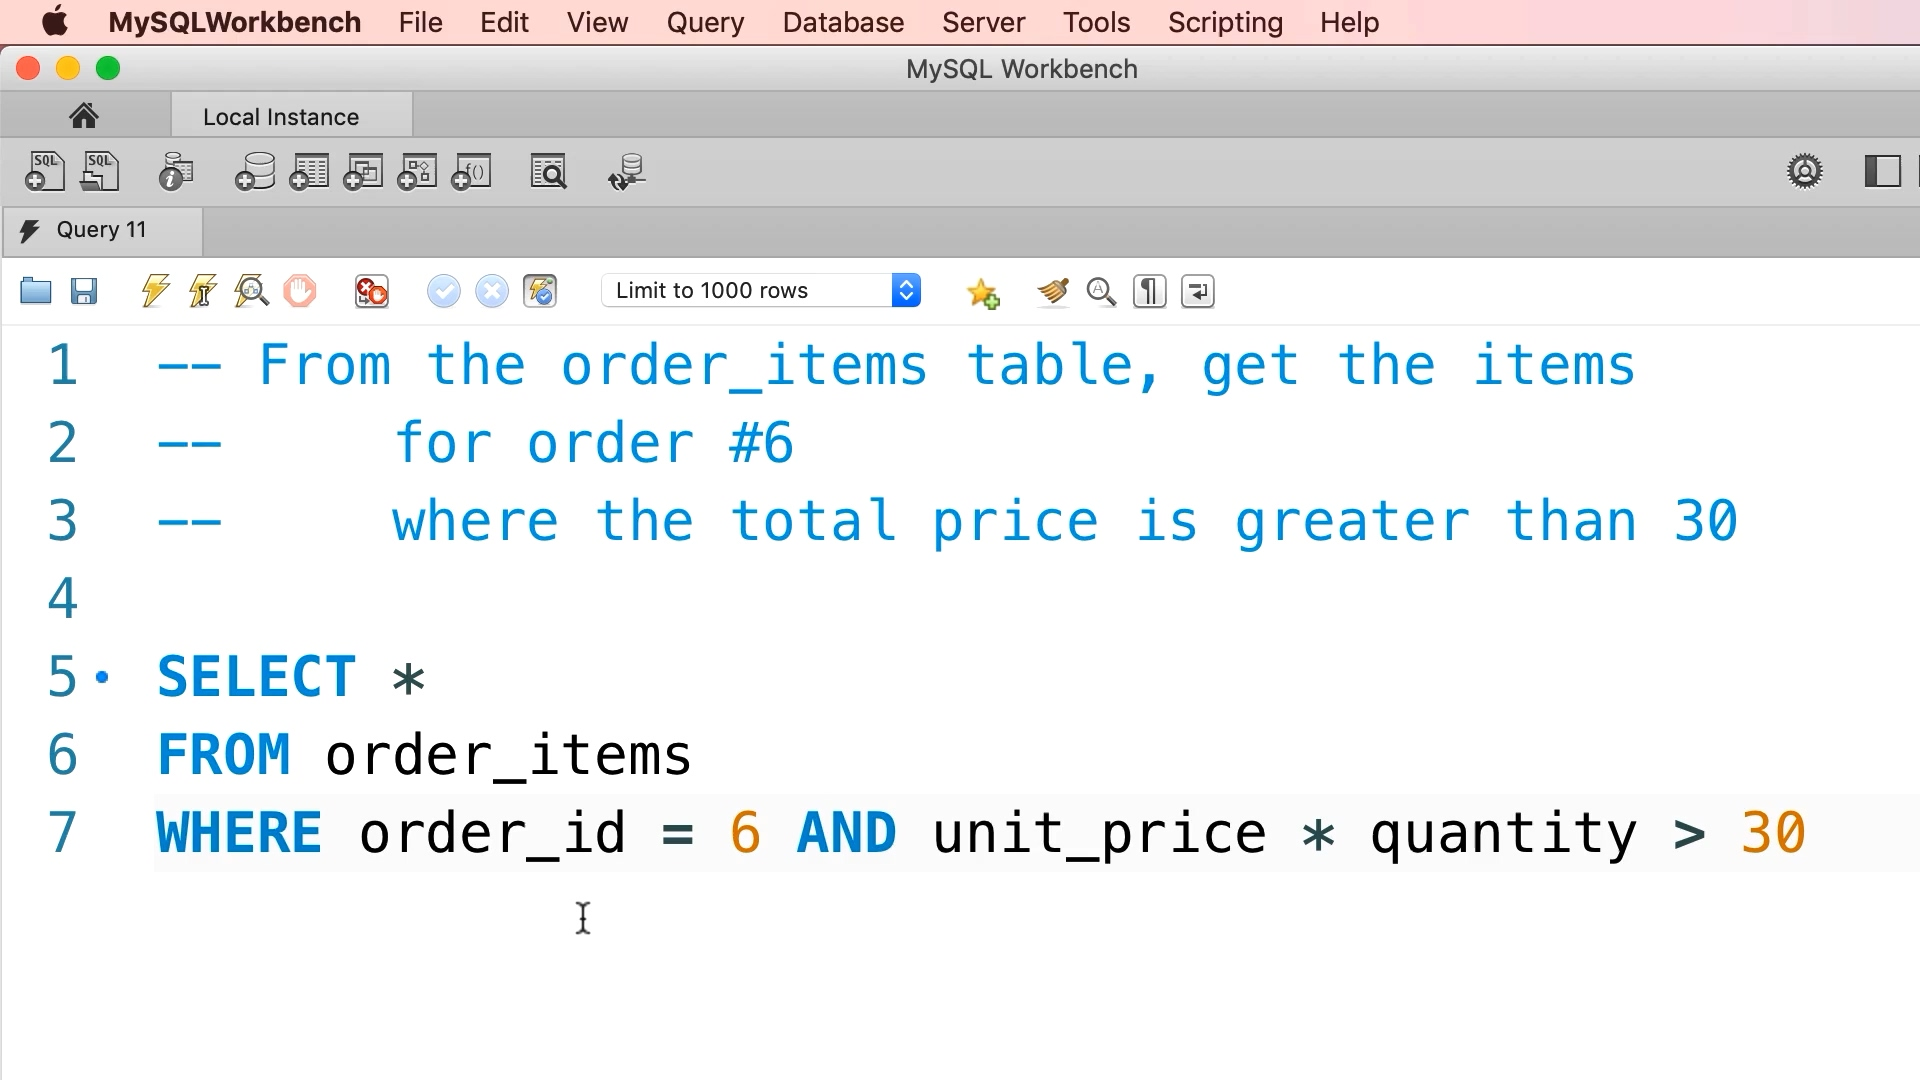 MySQLWorkbench File Edit View Query Database Server Tools Scripting Help
MySQL Workbench
Local Instance
SQL SQL i f()
Query 11
Limit to 1000 rows
1 -- From the order_items table, get the items
2 -- for order #6
3 -- where the total price is greater than 30
4
5 SELECT *
6 FROM order_items
7 WHERE order_id = 6 AND unit_price * quantity > 30